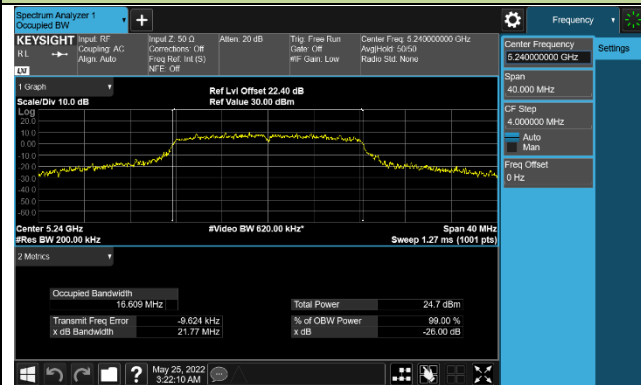 Spectrum Analyzer 1
Occupied BW
Frequency
KEYSIGHT
RL
LXI
Input: RF
Coupling: AC
Align: Auto
Input Z: 50 Ω
Corrections: Off
Freq Ref: Int (S)
NFE: Off
Atten: 20 dB
Trig: Free Run
Gate: Off
#IF Gain: Low
Center Freq: 5.240000000 GHz
Avg|Hold: 50/50
Radio Std: None
Center Frequency
5.240000000 GHz
Settings
Span
40.000 MHz
CF Step
4.000000 MHz
Auto
Man
Freq Offset
0 Hz
1 Graph
Scale/Div 10.0 dB
Ref Lvl Offset 22.40 dB
Ref Value 30.00 dBm
Log
20.0
10.0
0.00
-10.0
-20.0
-30.0
-40.0
-50.0
-60.0
Center 5.24 GHz
#Res BW 200.00 kHz
#Video BW 620.00 kHz*
Span 40 MHz
Sweep 1.27 ms (1001 pts)
2 Metrics
Occupied Bandwidth
16.609 MHz
Total Power 24.7 dBm
Transmit Freq Error -9.624 kHz
% of OBW Power 99.00 %
x dB Bandwidth 21.77 MHz
x dB -26.00 dB
?
May 25, 2022
3:22:10 AM